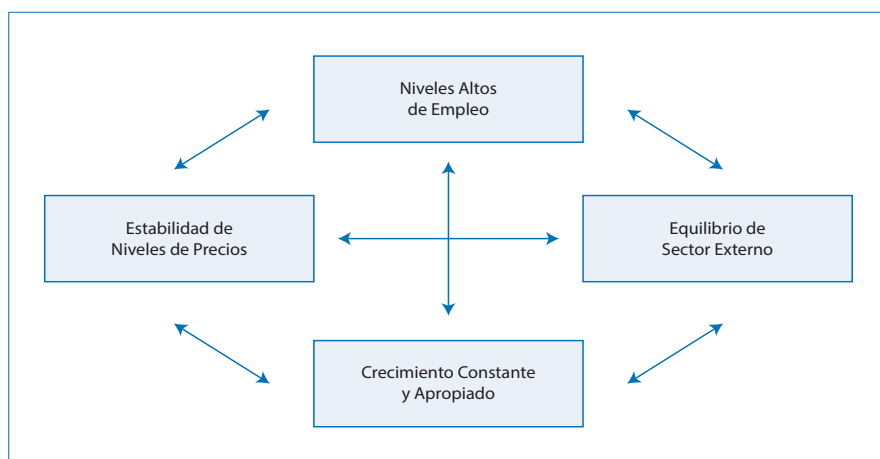 Niveles Altos
de Empleo
Estabilidad de
Niveles de Precios
Equilibrio de
Sector Externo
Crecimiento Constante
y Apropiado